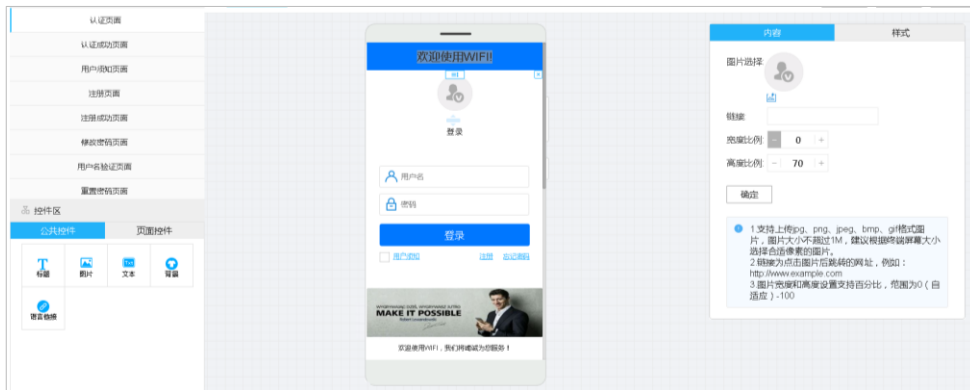 认证页面
认证成功页面
用户须知页面
注册页面
注册成功页面
修改密码页面
用户名验证页面
重置密码页面
控件区
公共控件
页面控件
标题
图片
文本
背景
语言模板
欢迎使用WIFI!
登录
用户名
密码
登录
用户须知
注册
忘记密码
MAKE IT POSSIBLE
欢迎使用WIFI,我们将竭诚为您服务!
内容
样式
图片选择
链接
宽度比例
- 0 +
高度比例
- 70 +
确定
1.支持上传jpg、png、jpeg、bmp、gif格式图
片,图片大小不超过1M,建议根据终端屏幕大小
选择合适像素的图片。
2.链接为点击图片后跳转的网址,例如:
http://www.example.com
3.图片宽度和高度设置支持百分比,范围为0(自
适应)-100